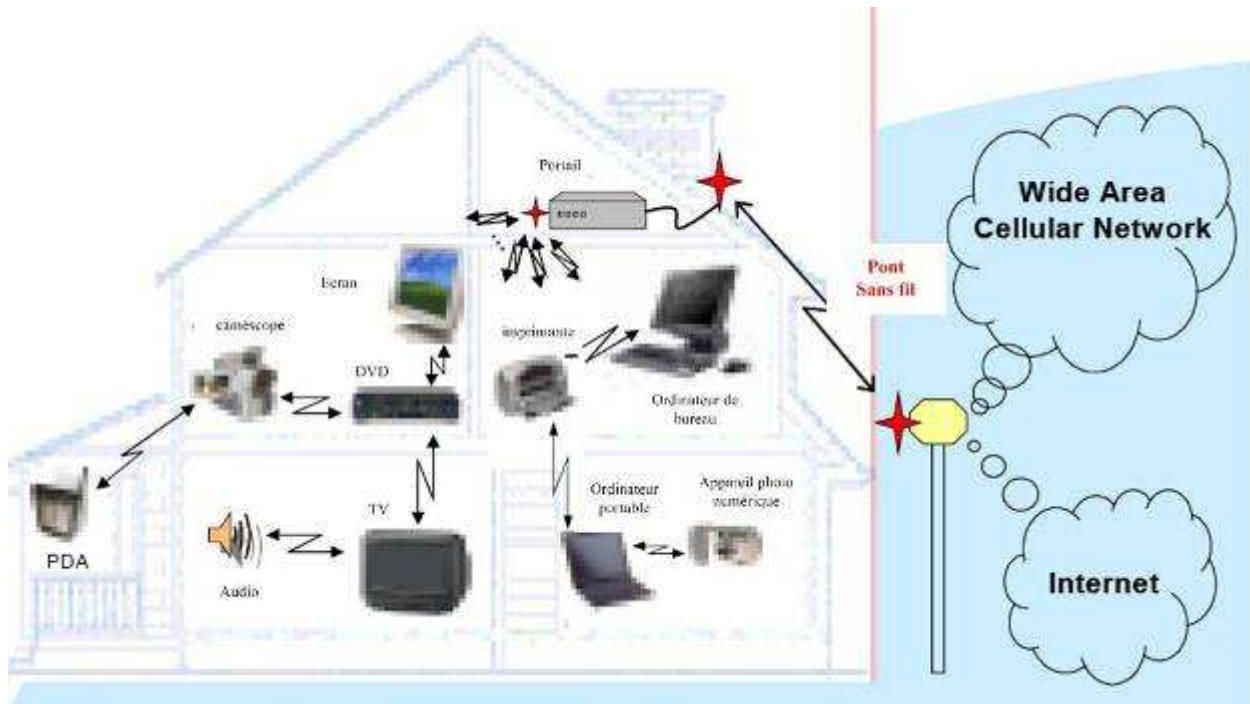 Portail
Wide Area
Cellular Network
Pont
Sans fil
Ecran
caméscope
imprimante
DVD
Ordinateur de
bureau
Ordinateur
portable
Appareil photo
numérique
TV
PDA
Audio
Internet